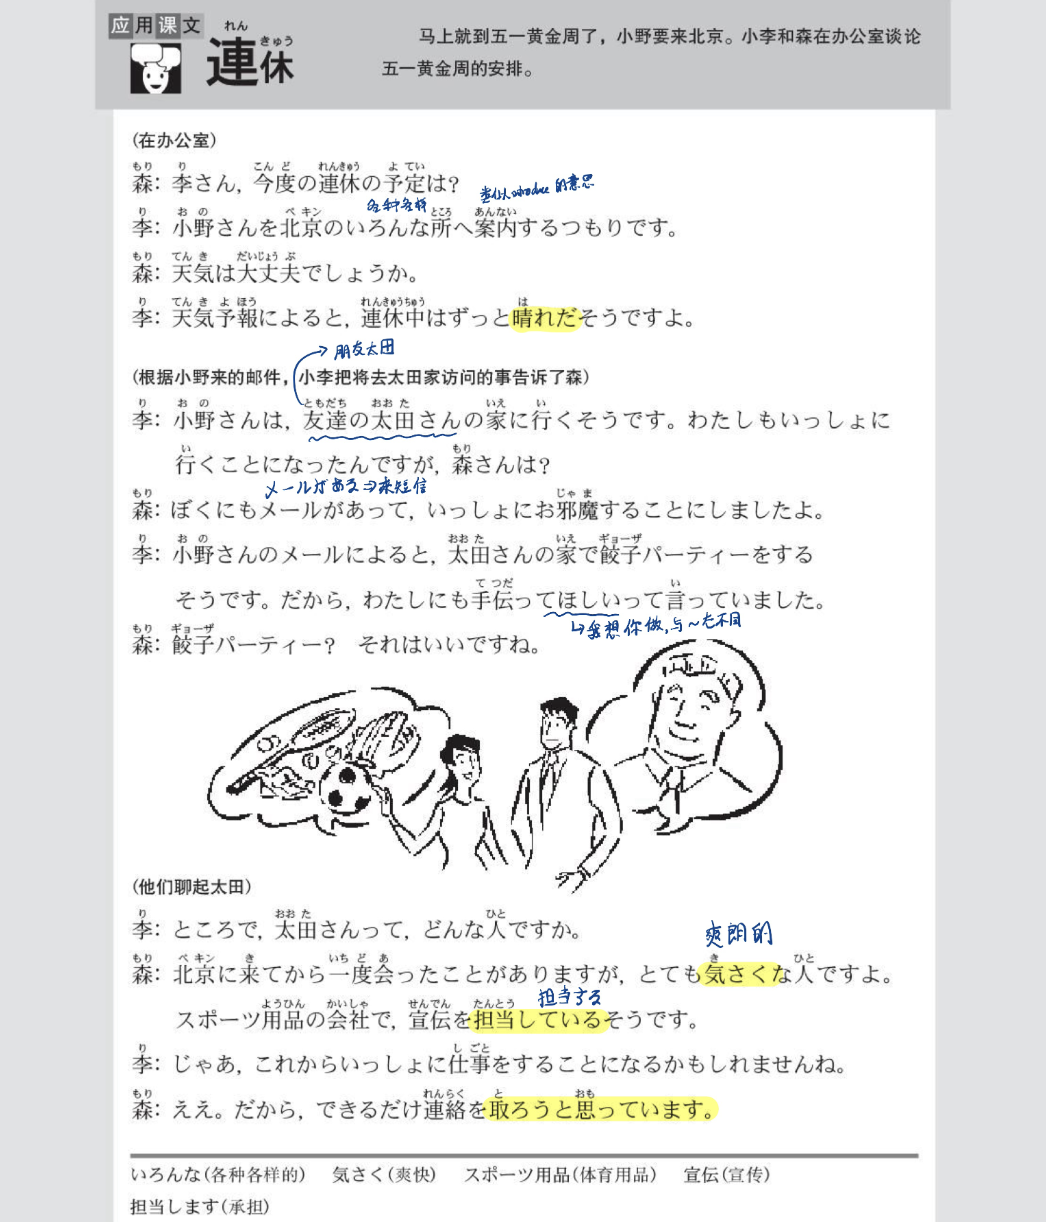 应用课文
れん きゅう
連休
马上就到五一黄金周了，小野要来北京。小李和森在办公室谈论
五一黄金周的安排。
(在办公室)
もり り こんど れんきゅう よてい
森：李さん，今度の連休の予定は？
类似introduce的意思
各种各样
り おの ペキン ところ あんない
李：小野さんを北京のいろんな所へ案内するつもりです。
もり てんき だいじょうぶ
森：天気は大丈夫でしょうか。
り てんきよほう れんきゅうちゅう は
李：天気予報によると，連休中はずっと晴れだそうですよ。
朋友太田
(根据小野来的邮件，小李把将去太田家访问的事告诉了森)
り おの ともだち おおた いえ い
李：小野さんは，友達の太田さんの家に行くそうです。わたしもいっしょに
い もり
行くことになったんですが，森さんは？
メールがある⇒来短信
もり じゃま
森：ぼくにもメールがあって，いっしょにお邪魔することにしましたよ。
り おの おおた いえ ギョーザ
李：小野さんのメールによると，太田さんの家で餃子パーティーをする
てつだ い
そうです。だから，わたしにも手伝ってほしいって言っていました。
↳我想你做，与~た不同
もり ギョーザ
森：餃子パーティー？ それはいいですね。
(他们聊起太田)
り おおた ひと
李：ところで，太田さんって，どんな人ですか。
爽朗的
もり ペキン き いちどあ き ひと
森：北京に来てから一度会ったことがありますが，とても気さくな人ですよ。
担当する
ようひん かいしゃ せんでん たんとう
スポーツ用品の会社で，宣伝を担当しているそうです。
り しごと
李：じゃあ，これからいっしょに仕事をすることになるかもしれませんね。
もり れんらく と おも
森：ええ。だから，できるだけ連絡を取ろうと思っています。
いろんな(各种各样的) 気さく(爽快) スポーツ用品(体育用品) 宣伝(宣传)
担当します(承担)